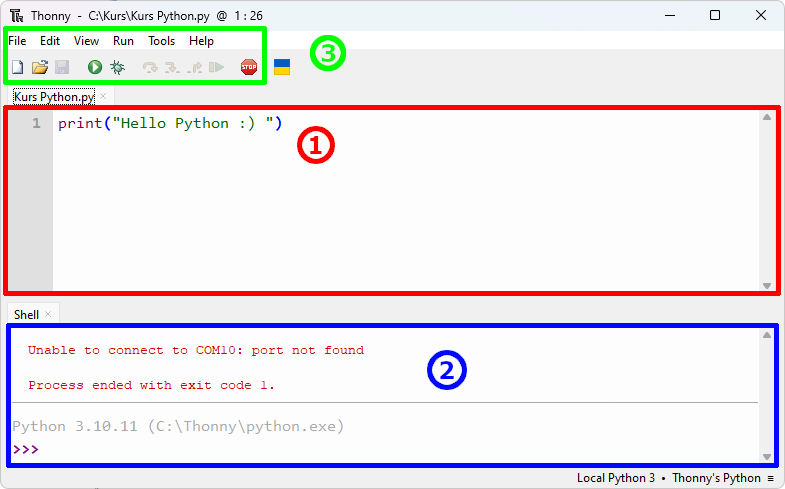 Thonny - C:\Kurs\Kurs Python.py @ 1 : 26
File Edit View Run Tools Help
STOP
3
Kurs Python.py ×
1 print("Hello Python :) ")
1
Shell ×
Unable to connect to COM10: port not found
2
Process ended with exit code 1.
Python 3.10.11 (C:\Thonny\python.exe)
>>>
Local Python 3 • Thonny's Python ≡